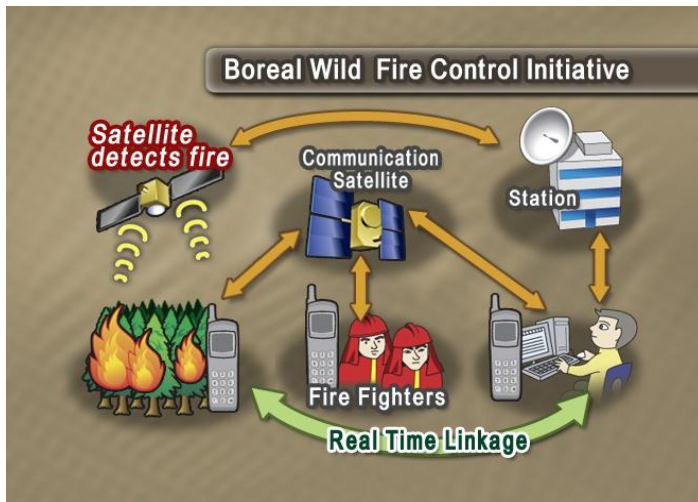 Boreal Wild Fire Control Initiative
Satellite
detects fire
Communication
Satellite
Station
Fire Fighters
Real Time Linkage